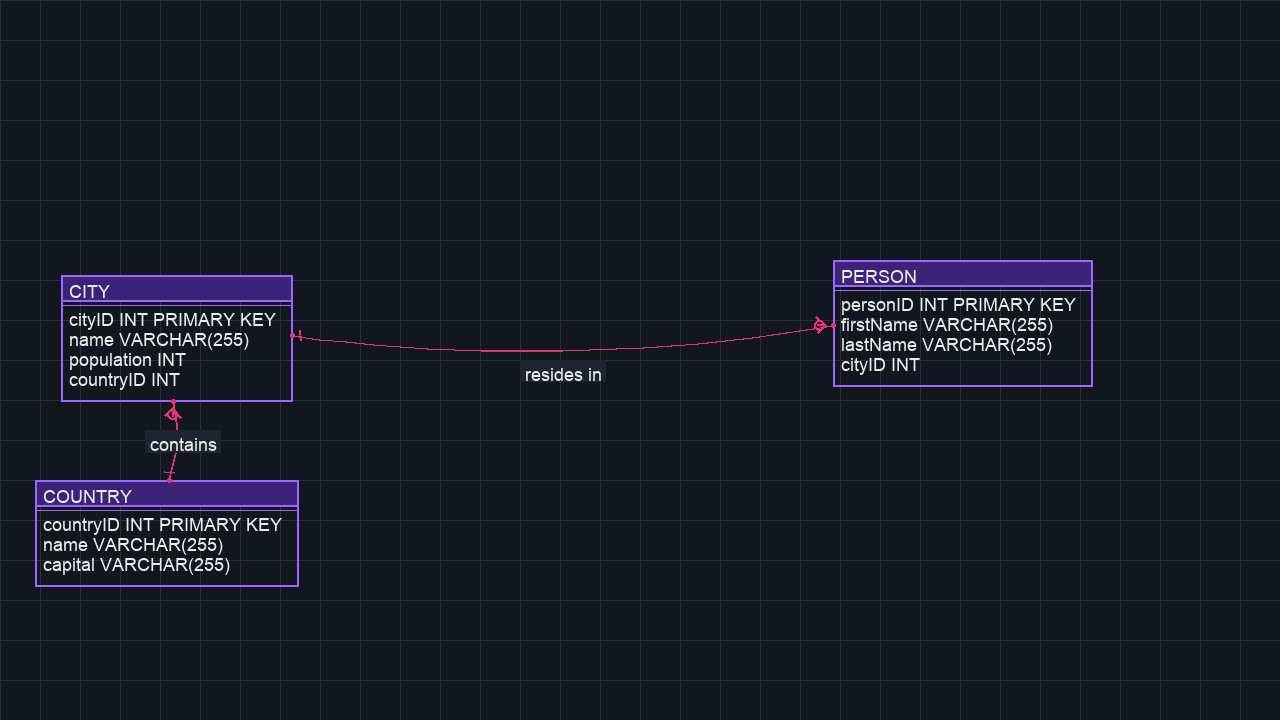 CITY
cityID INT PRIMARY KEY
name VARCHAR(255)
population INT
countryID INT
PERSON
personID INT PRIMARY KEY
firstName VARCHAR(255)
lastName VARCHAR(255)
cityID INT
resides in
contains
COUNTRY
countryID INT PRIMARY KEY
name VARCHAR(255)
capital VARCHAR(255)